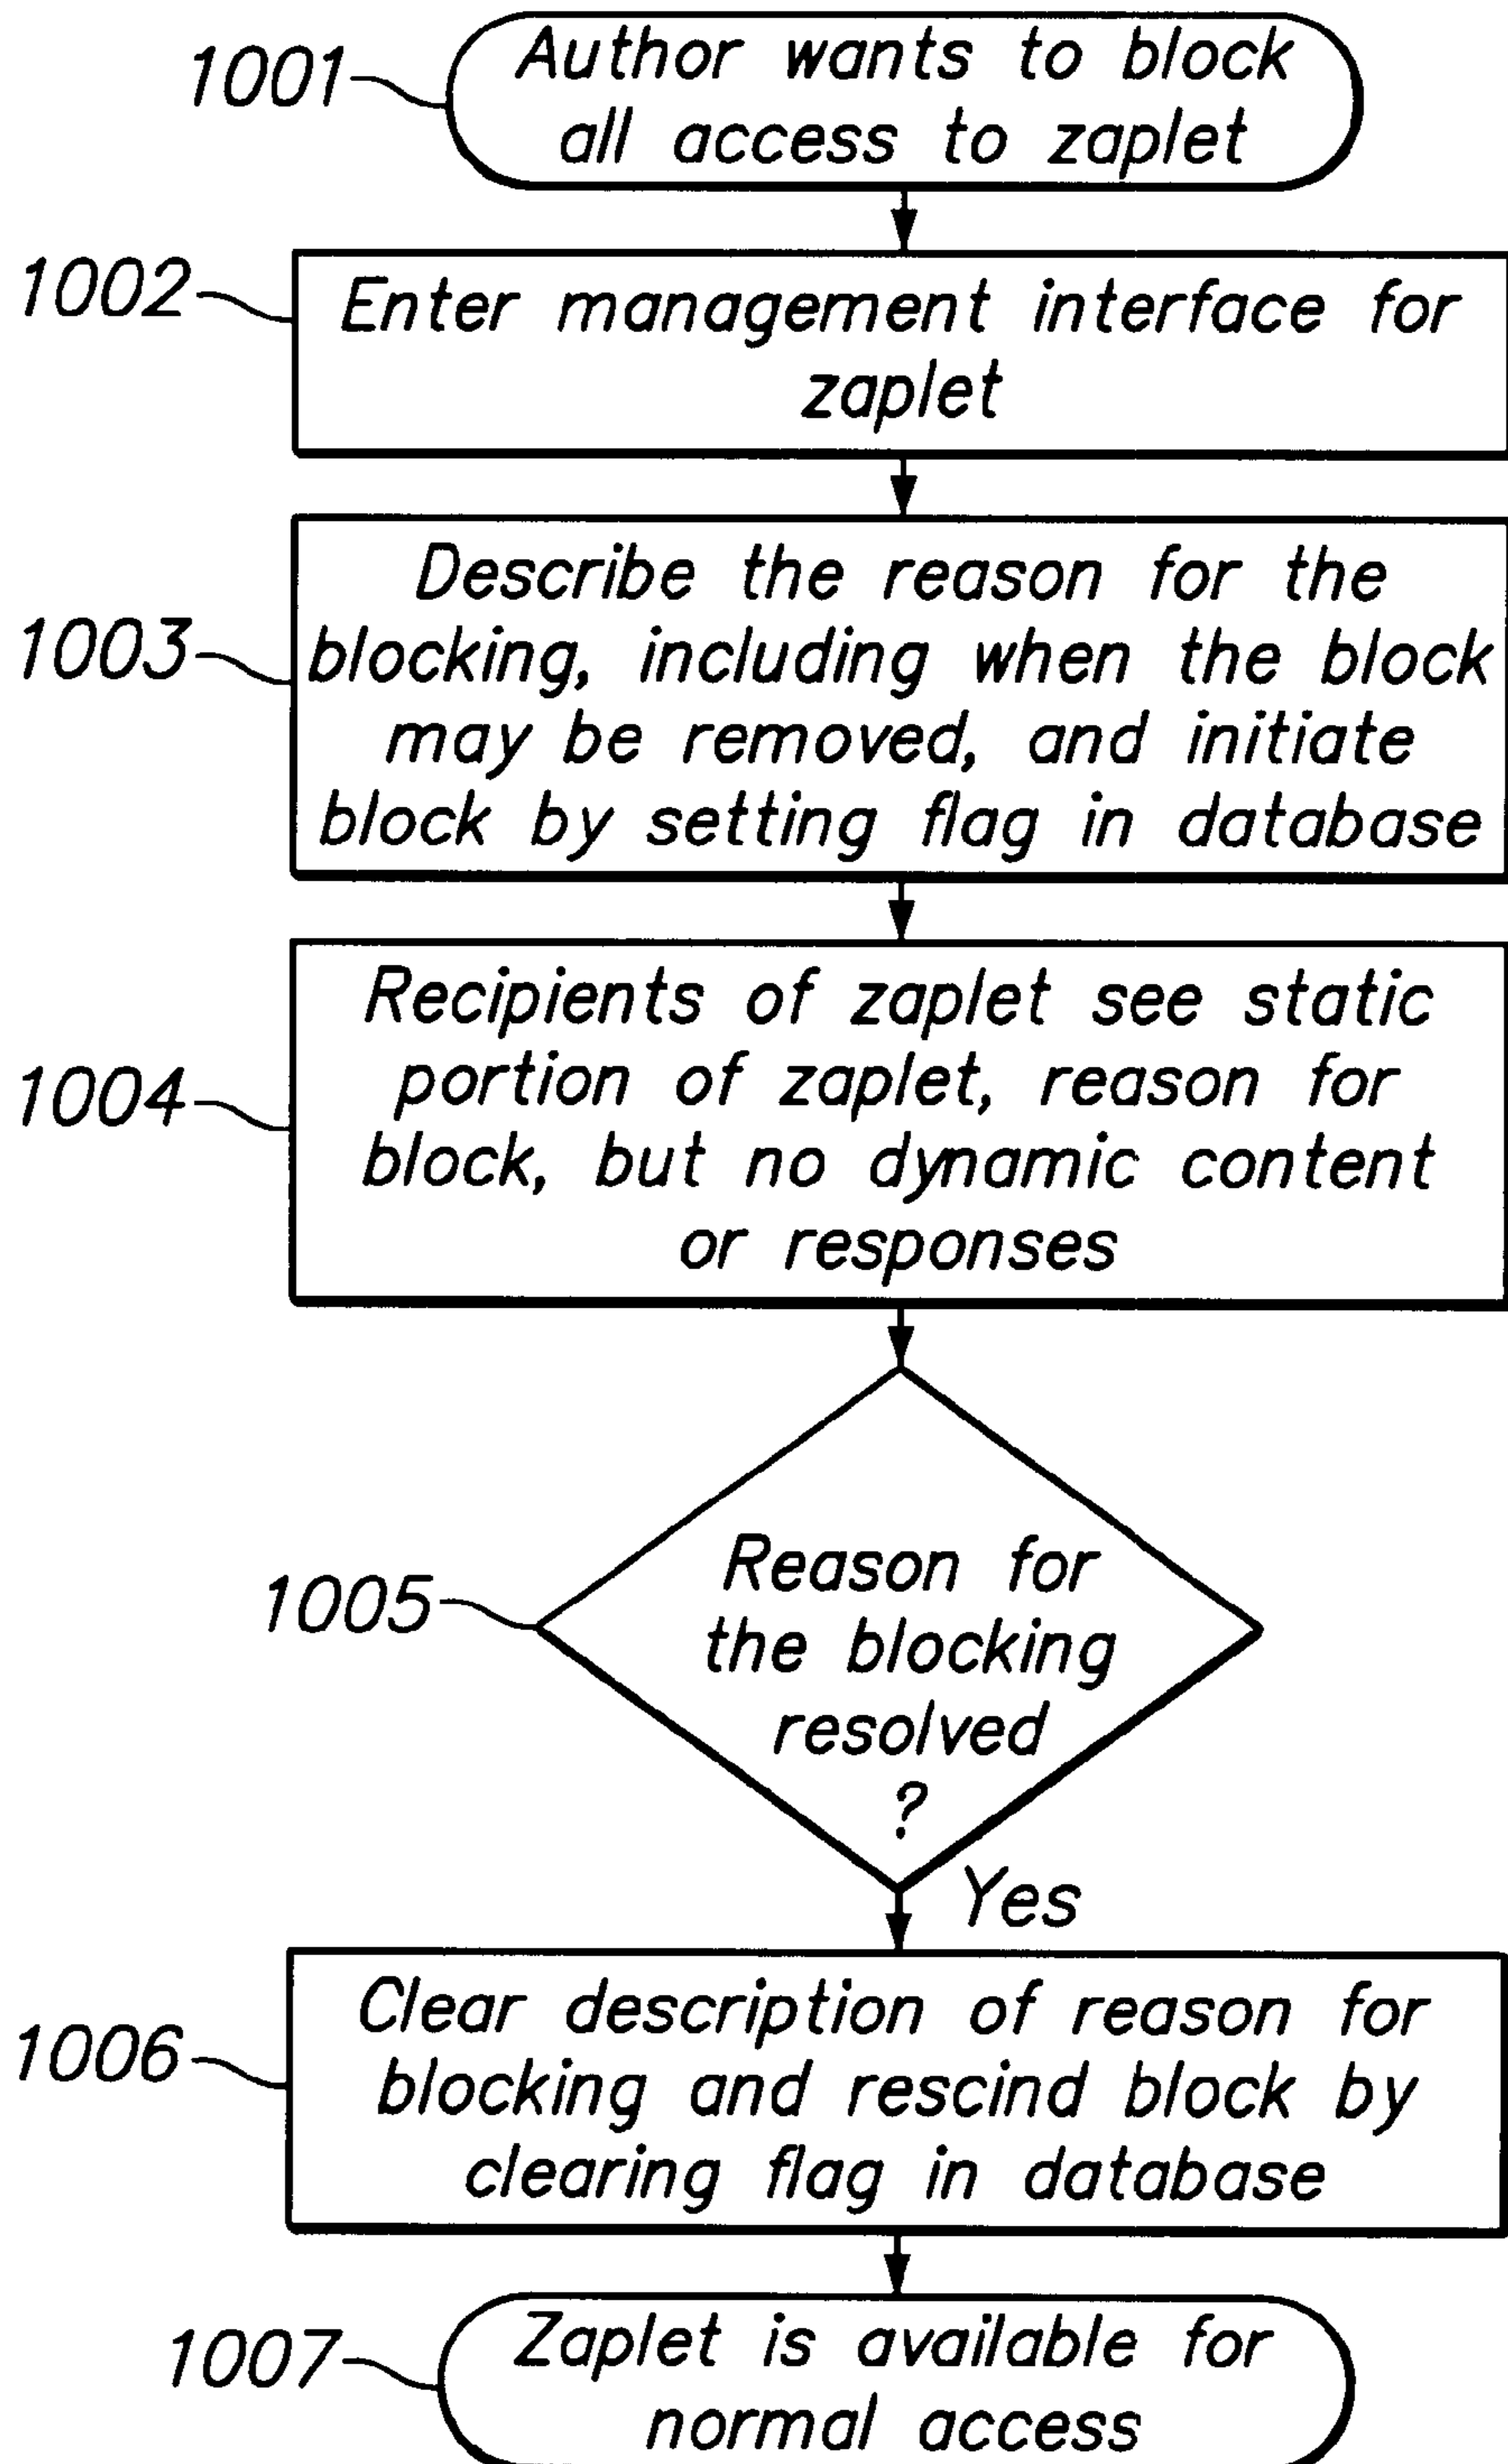 1001
Author wants to block
all access to zaplet
1002
Enter management interface for
zaplet
1003
Describe the reason for the
blocking, including when the block
may be removed, and initiate
block by setting flag in database
1004
Recipients of zaplet see static
portion of zaplet, reason for
block, but no dynamic content
or responses
1005
Reason for
the blocking
resolved
?
Yes
1006
Clear description of reason for
blocking and rescind block by
clearing flag in database
1007
Zaplet is available for
normal access